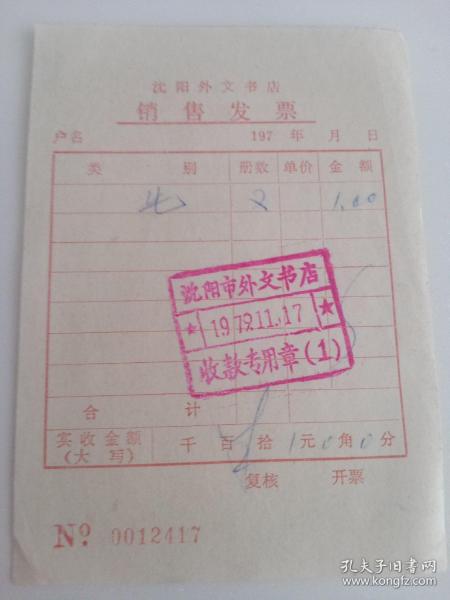 沈阳外文书店
销售发票
户名 197 年 月 日
类 别 册数 单价 金额
2 1.00
沈阳市外文书店
★ 1979.11.17 ★
收款专用章(1)
合 计
实收金额(大写) 千 百 拾 1元 0角 0分
复核 开票
No. 0012417
孔夫子旧书网
www.kongfz.com